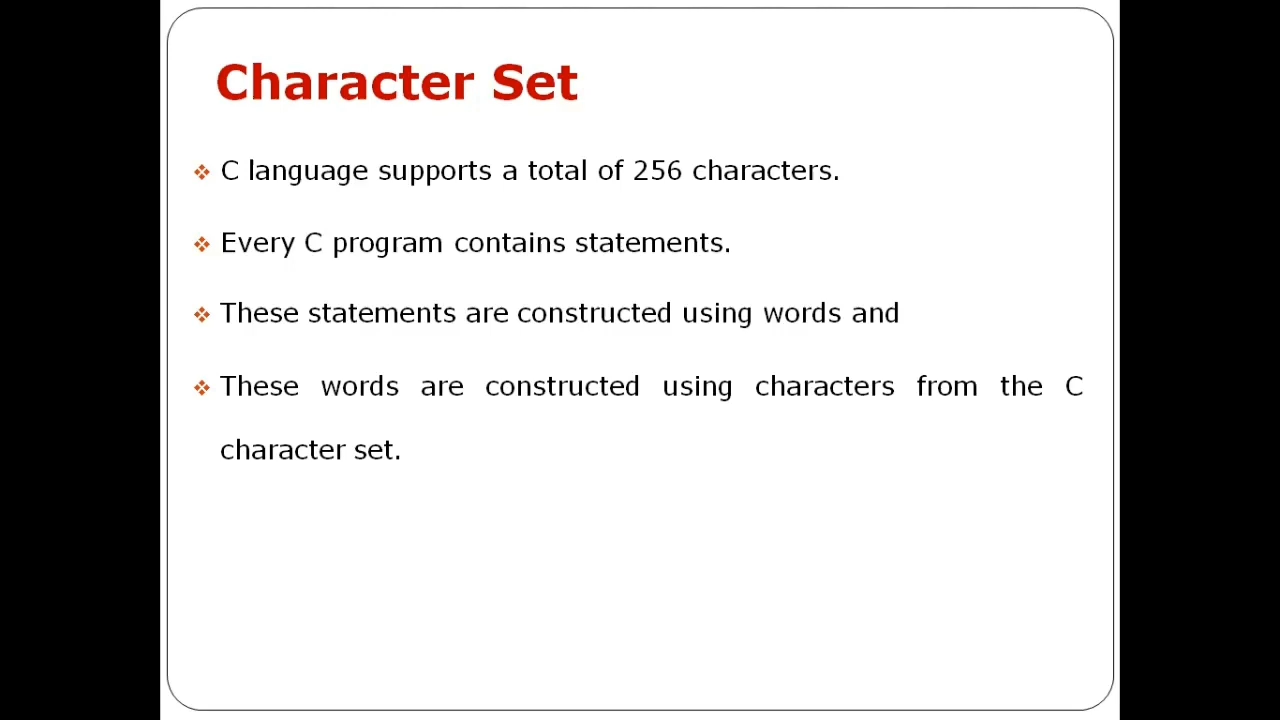 Character Set
❖ C language supports a total of 256 characters.
❖ Every C program contains statements.
❖ These statements are constructed using words and
❖ These words are constructed using characters from the C
character set.